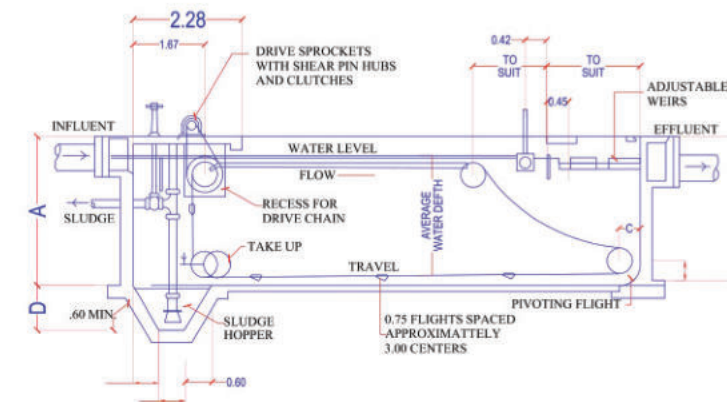 2.28
1.67
DRIVE SPROCKETS
WITH SHEAR PIN HUBS
AND CLUTCHES
0.42
TO
SUIT
TO
SUIT
0.45
ADJUSTABLE
WEIRS
INFLUENT
EFFLUENT
WATER LEVEL
FLOW
RECESS FOR
DRIVE CHAIN
AVERAGE
WATER DEPTH
A
SLUDGE
C
TAKE UP
TRAVEL
PIVOTING FLIGHT
D
.60 MIN.
SLUDGE
HOPPER
0.75 FLIGHTS SPACED
APPROXIMATTELY
3.00 CENTERS
0.60